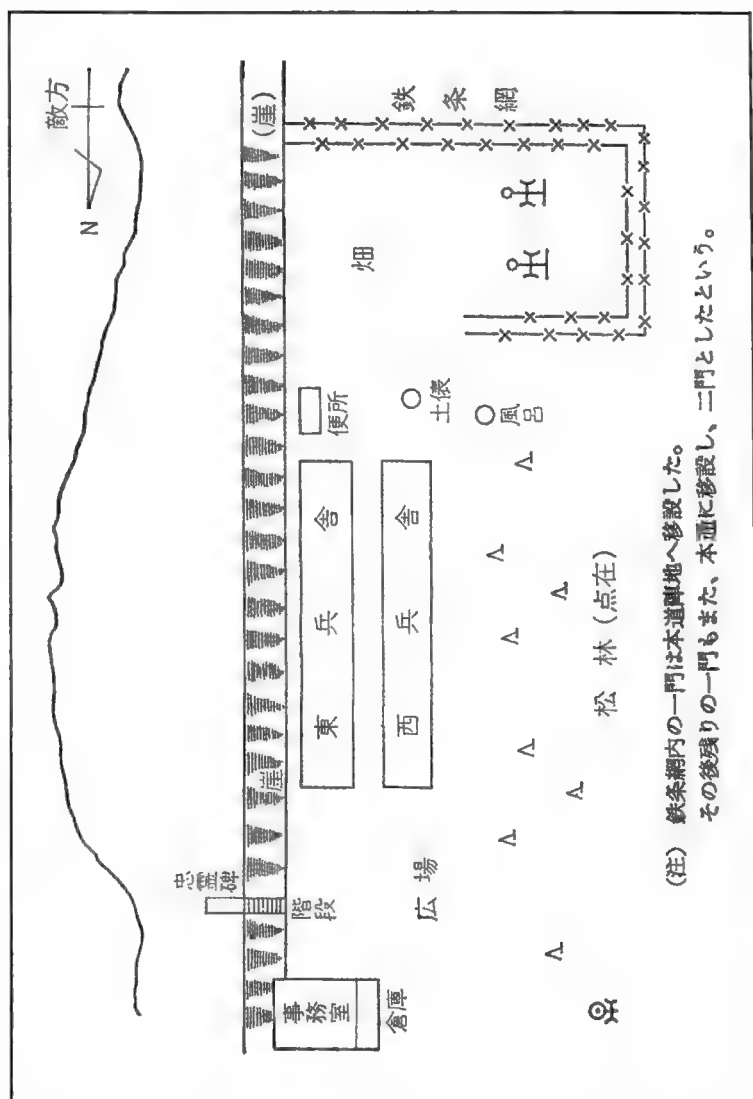 敵方
N
(崖)
鉄条網
畑
便所
土俵
風呂
東兵舎
西兵舎
崖
松林(点在)
忠霊碑
階段
広場
事務室
倉庫
(注) 鉄条網内の一門は本道陣地へ移設した。
その後残りの一門もまた、本道に移設し、二門としたという。